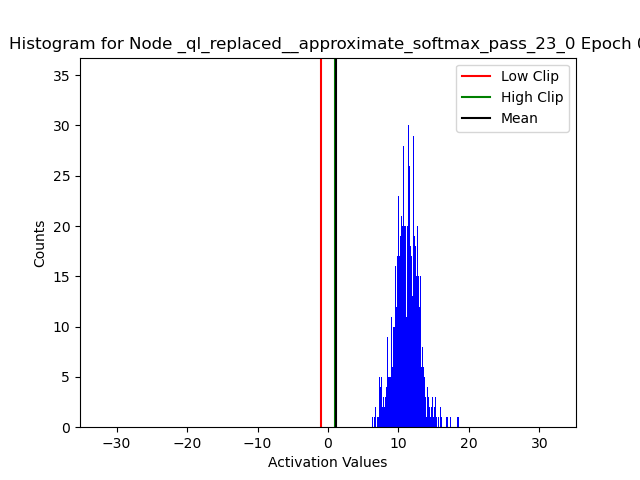 Histogram for Node _ql_replaced__approximate_softmax_pass_23_0 Epoch 0
Low Clip
High Clip
Mean
Counts
35
30
25
20
15
10
5
0
−30
−20
−10
0
10
20
30
Activation Values